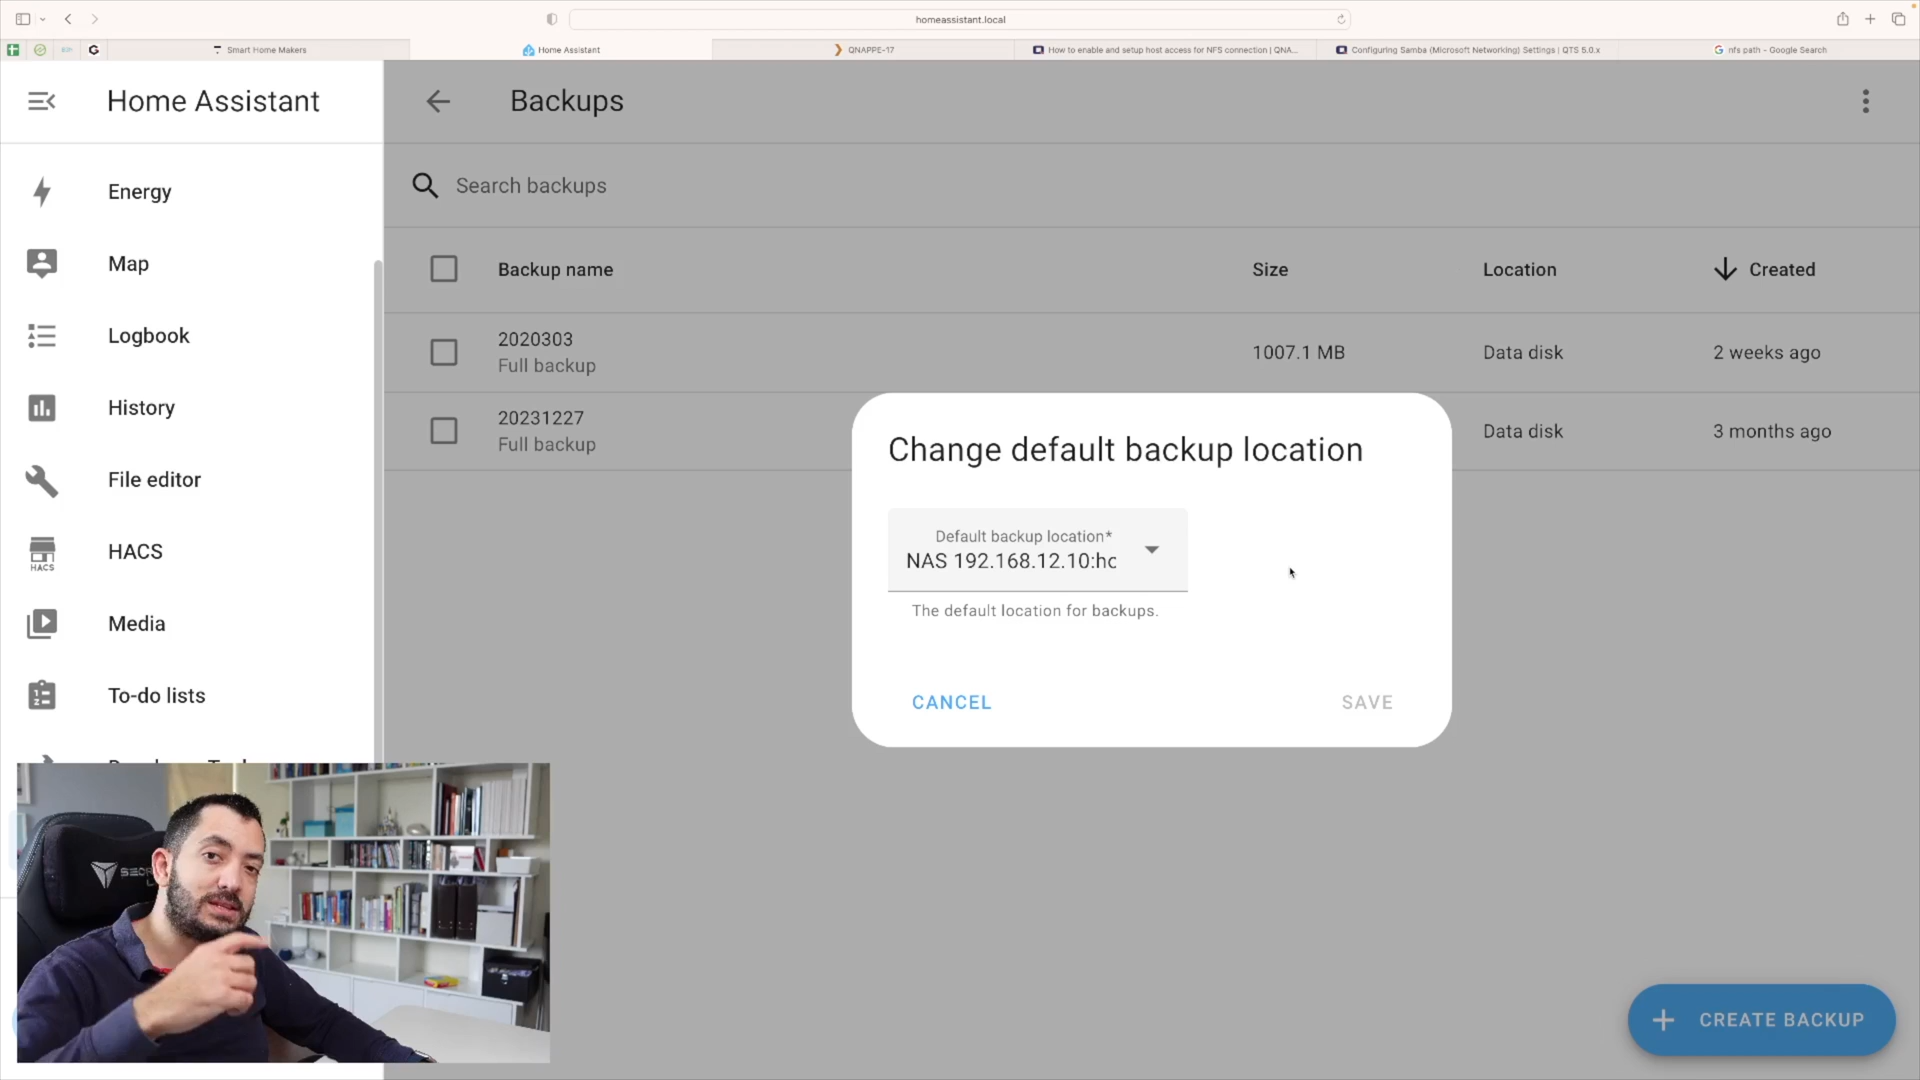 homeassistant.local
Smart Home Makers
Home Assistant
QNAPPE-17
How to enable and setup host access for NFS connection | QNA...
Configuring Samba (Microsoft Networking) Settings | QTS 5.0.x
nfs path - Google Search
Home Assistant
Backups
Energy
Search backups
Map
Backup name
Size
Location
Created
Logbook
2020303
Full backup
1007.1 MB
Data disk
2 weeks ago
History
20231227
Full backup
Data disk
3 months ago
File editor
HACS
HACS
Media
To-do lists
Change default backup location
Default backup location*
NAS 192.168.12.10:hc
The default location for backups.
CANCEL
SAVE
CREATE BACKUP